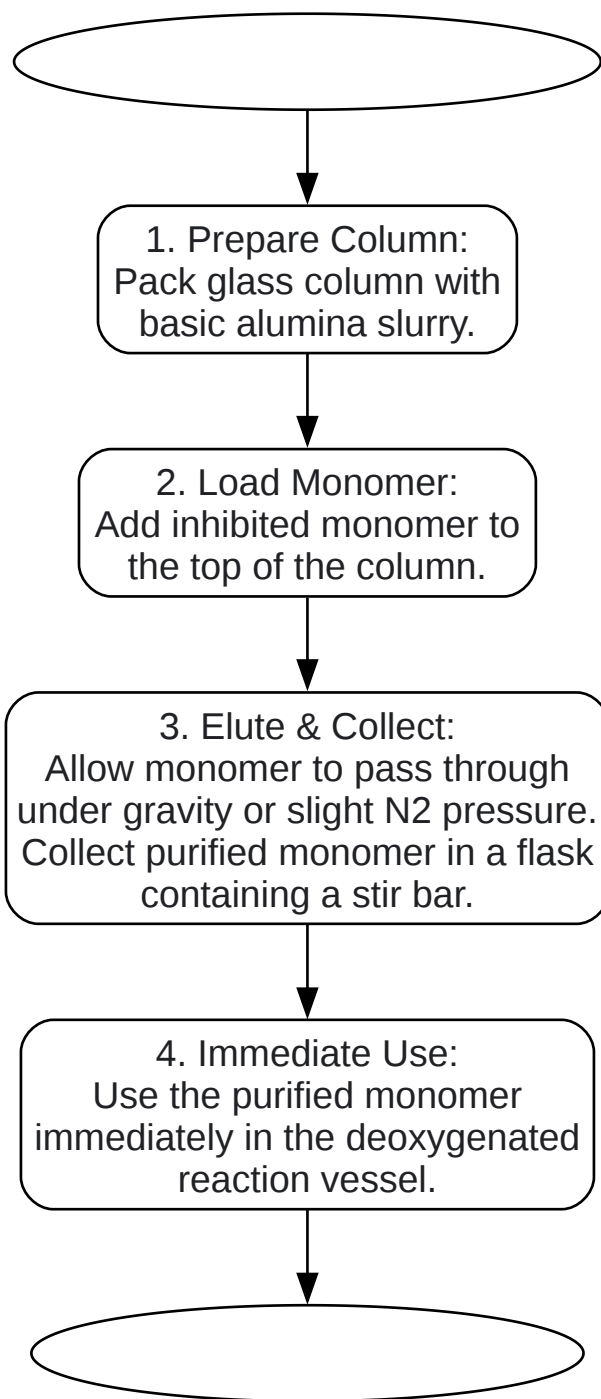 1. Prepare Column:
Pack glass column with
basic alumina slurry.
2. Load Monomer:
Add inhibited monomer to
the top of the column.
3. Elute & Collect:
Allow monomer to pass through
under gravity or slight N2 pressure.
Collect purified monomer in a flask
containing a stir bar.
4. Immediate Use:
Use the purified monomer
immediately in the deoxygenated
reaction vessel.